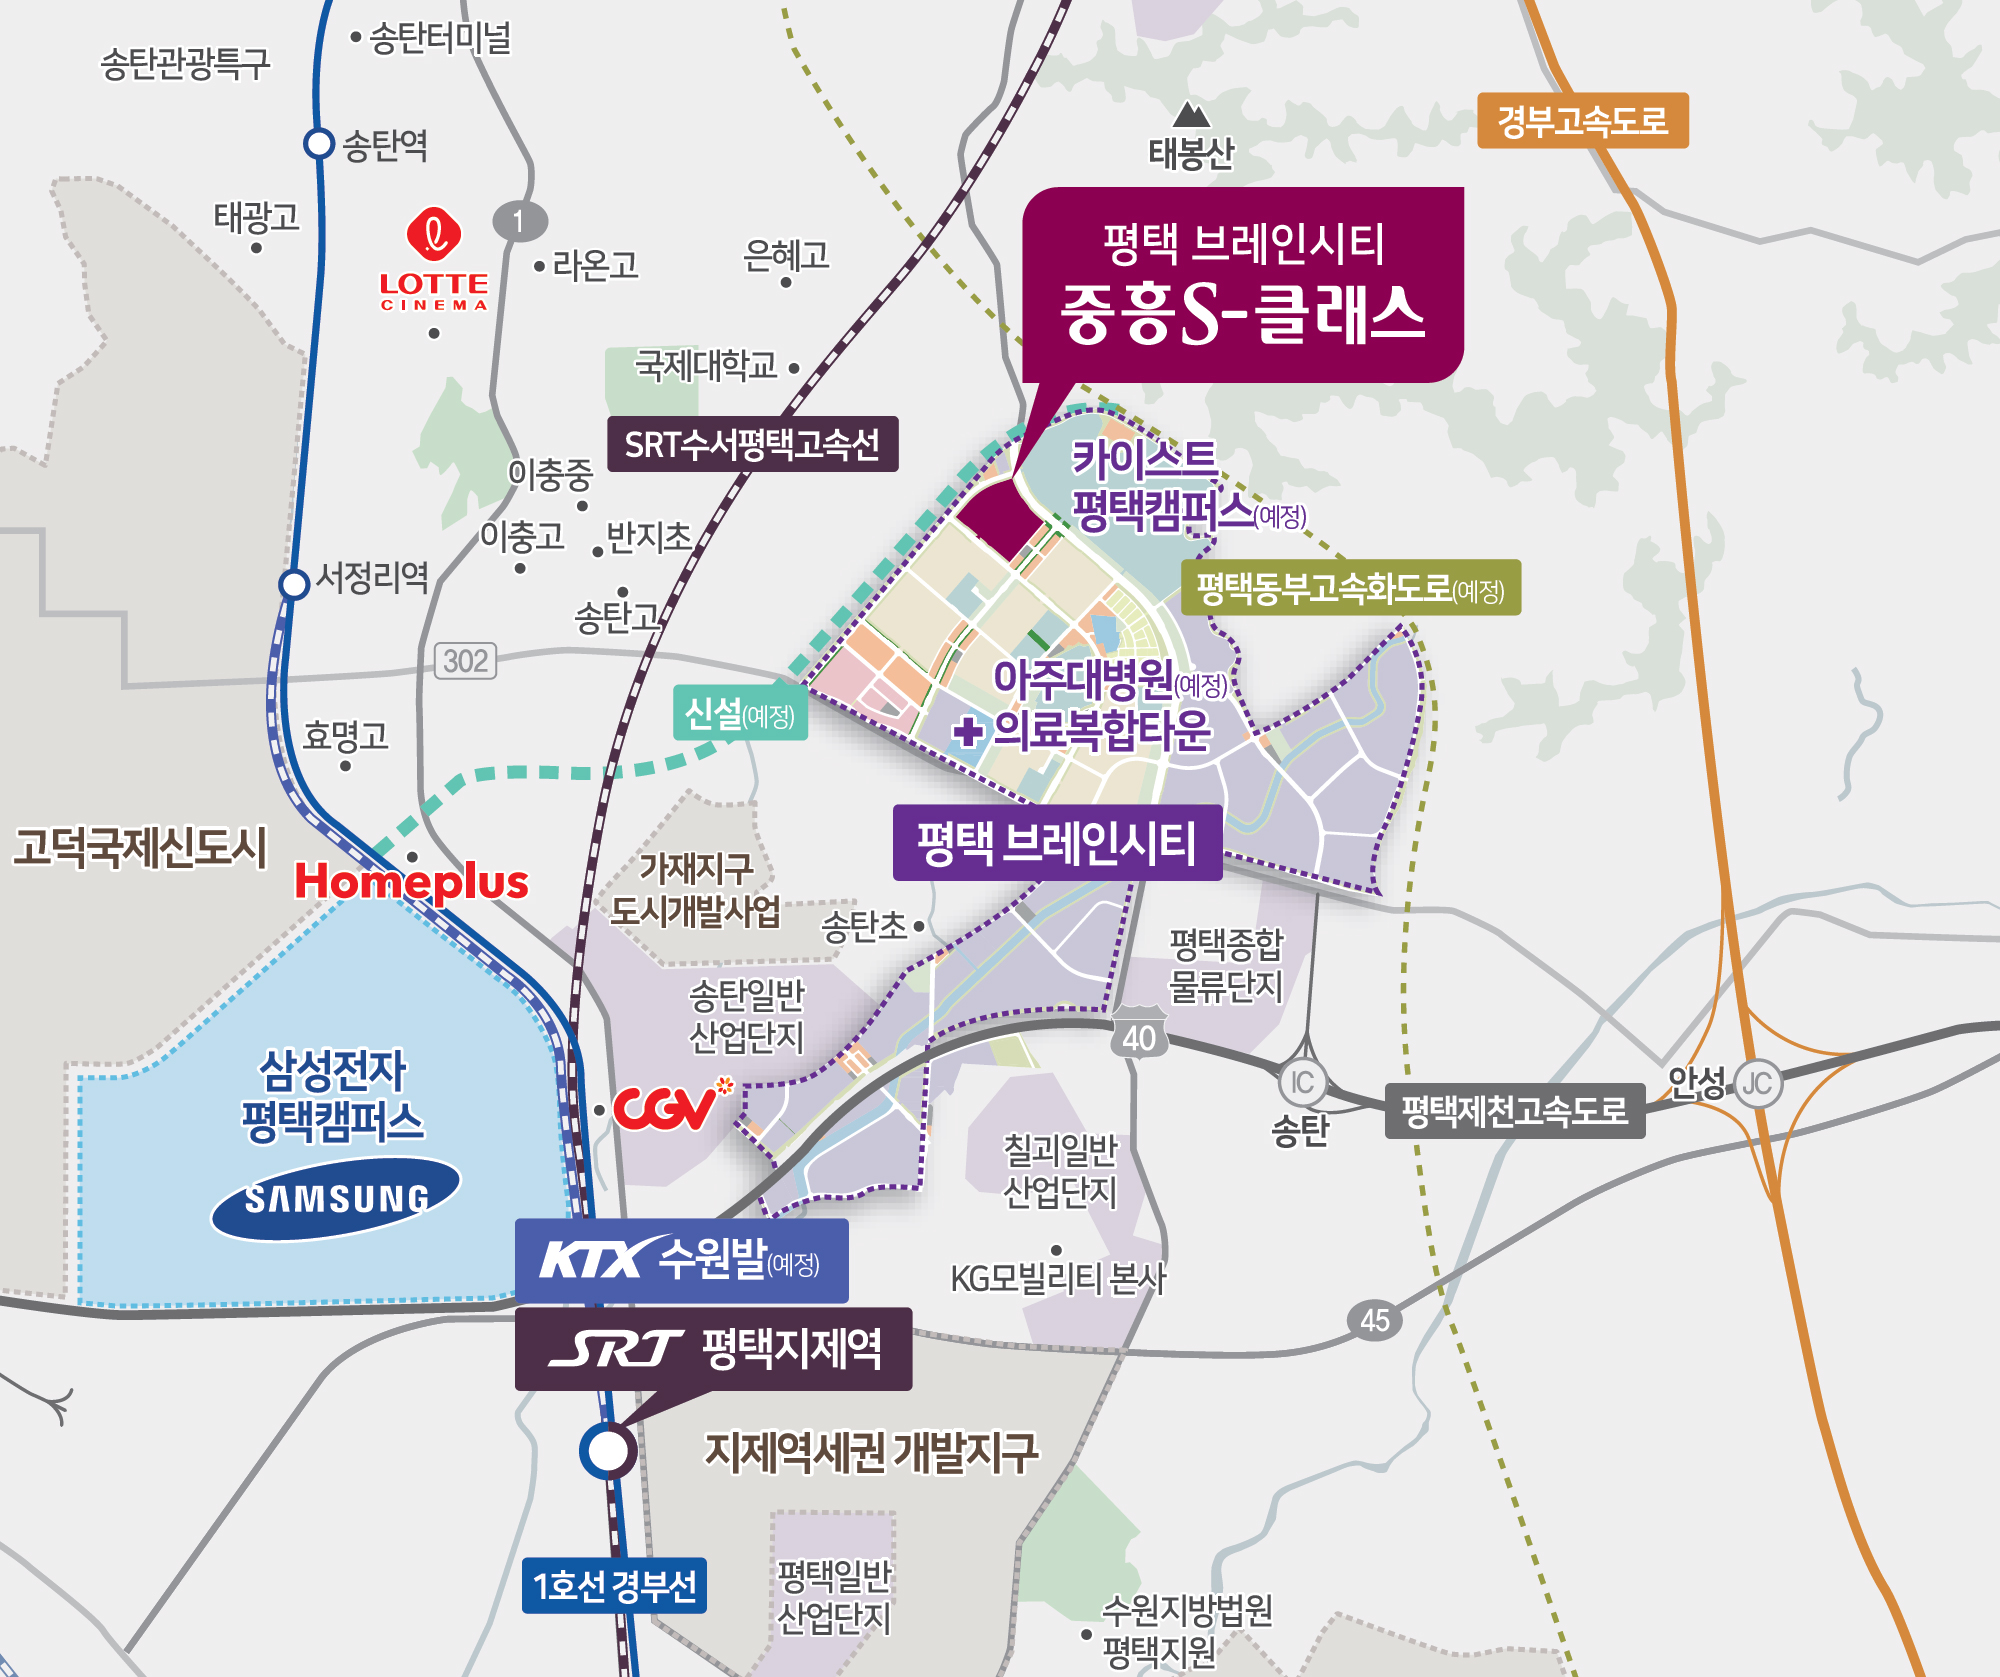 송탄터미널
송탄관광특구
경부고속도로
송탄역
태봉산
태광고
1
LOTTE
CINEMA
라온고
은혜고
평택 브레인시티
중흥S-클래스
국제대학교
SRT수서평택고속선
이충중
이충고
반지초
카이스트
평택캠퍼스(예정)
서정리역
송탄고
평택동부고속화도로(예정)
302
아주대병원(예정)
+ 의료복합타운
신설(예정)
효명고
고덕국제신도시
Homeplus
평택 브레인시티
가재지구
도시개발사업
송탄초
평택종합
물류단지
송탄일반
산업단지
40
삼성전자
평택캠퍼스
SAMSUNG
CGV
IC
송탄
평택제천고속도로
안성
JC
칠괴일반
산업단지
KTX 수원발(예정)
KG모빌리티 본사
45
SRT 평택지제역
지제역세권 개발지구
1호선 경부선
평택일반
산업단지
수원지방법원
평택지원